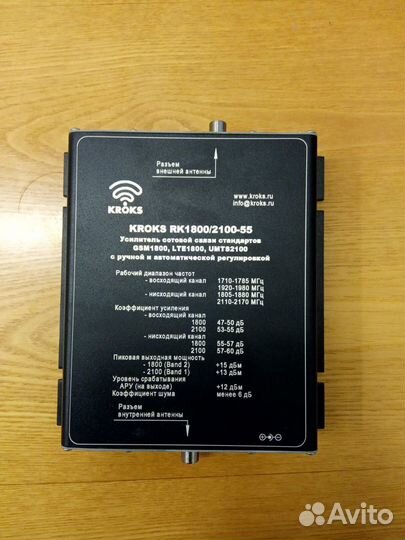 Разъем
внешней антенны
KROKS
www.kroks.ru
info@kroks.ru
KROKS RK1800/2100-55
Усилитель сотовой связи стандартов
GSM1800, LTE1800, UMTS2100
с ручной и автоматической регулировкой
Рабочий диапазон частот
- восходящий канал 1710-1785 МГц
1920-1980 МГц
- нисходящий канал 1805-1880 МГц
2110-2170 МГц
Коэффициент усиления
- восходящий канал
1800 47-50 дБ
2100 53-55 дБ
- нисходящий канал
1800 55-57 дБ
2100 57-60 дБ
Пиковая выходная мощность
- 1800 (Band 2) +15 дБм
- 2100 (Band 1) +13 дБм
Уровень срабатывания
АРУ (на выходе) +12 дБм
Коэффициент шума менее 6 дБ
Разъем
внутренней антенны
Avito